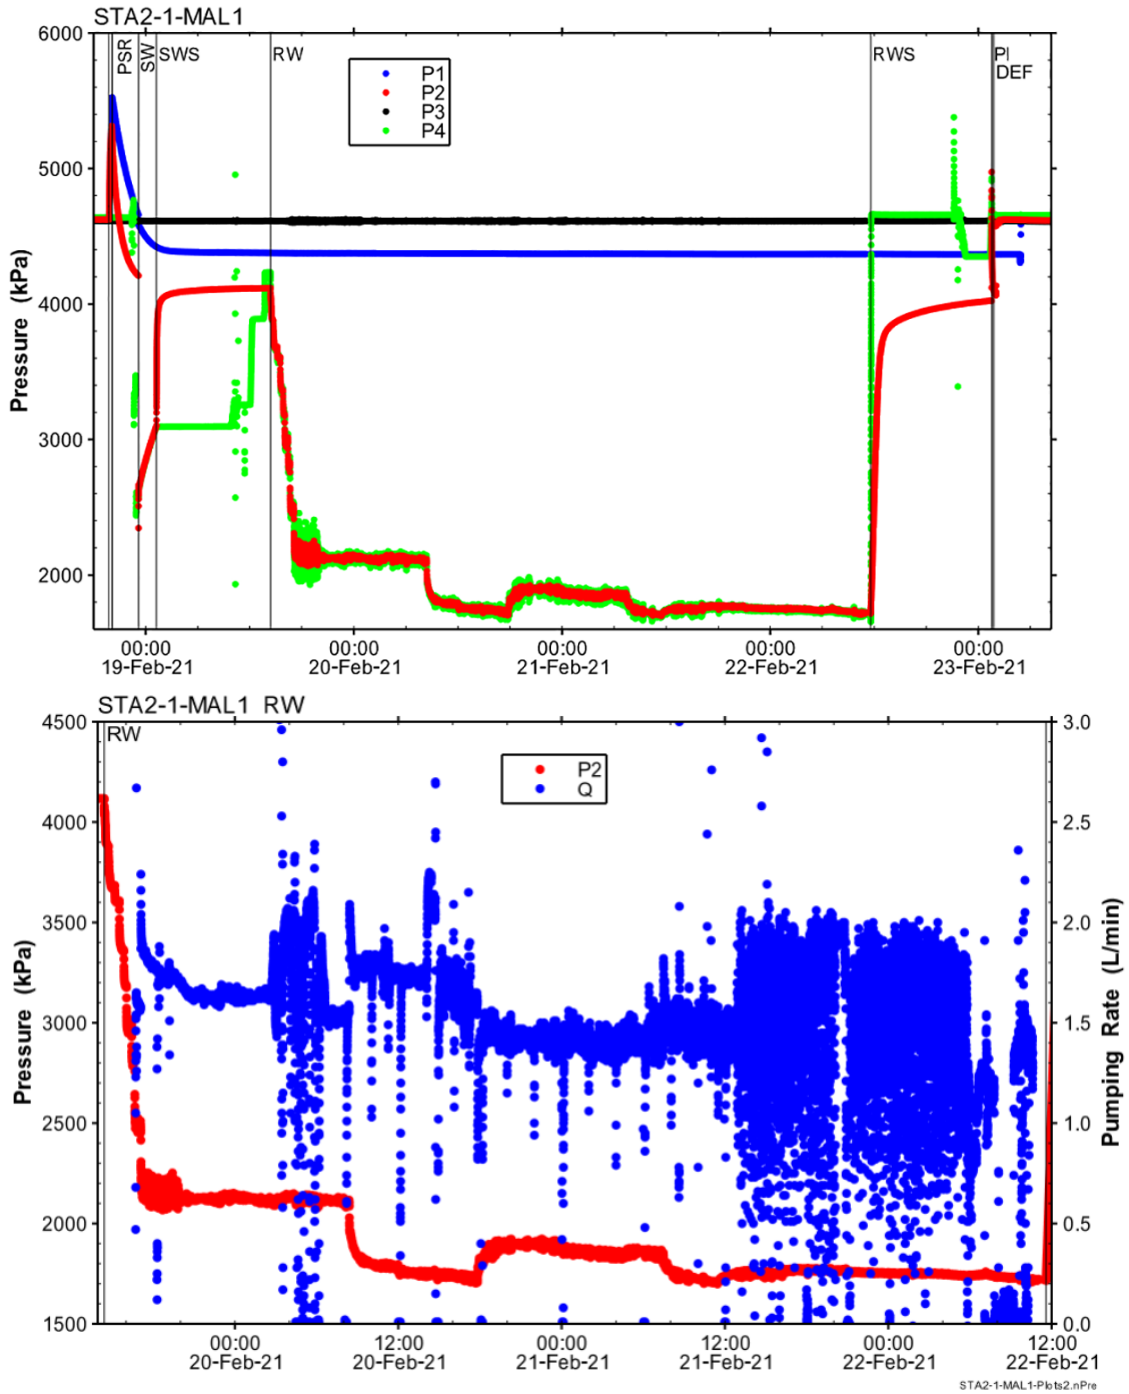 STA2-1-MAL1
6000
5000
4000
3000
2000
Pressure (kPa)
PSR
SW
SWS
RW
RWS
PI
DEF
P1
P2
P3
P4
00:00 00:00 00:00 00:00 00:00
19-Feb-21 20-Feb-21 21-Feb-21 22-Feb-21 23-Feb-21
STA2-1-MAL1 RW
4500
4000
3500
3000
2500
2000
1500
Pressure (kPa)
RW
P2
Q
3.0
2.5
2.0
1.5
1.0
0.5
0.0
Pumping Rate (L/min)
00:00 12:00 00:00 12:00 00:00 12:00
20-Feb-21 20-Feb-21 21-Feb-21 21-Feb-21 22-Feb-21 22-Feb-21
STA2-1-MAL1-Plots2.nPre